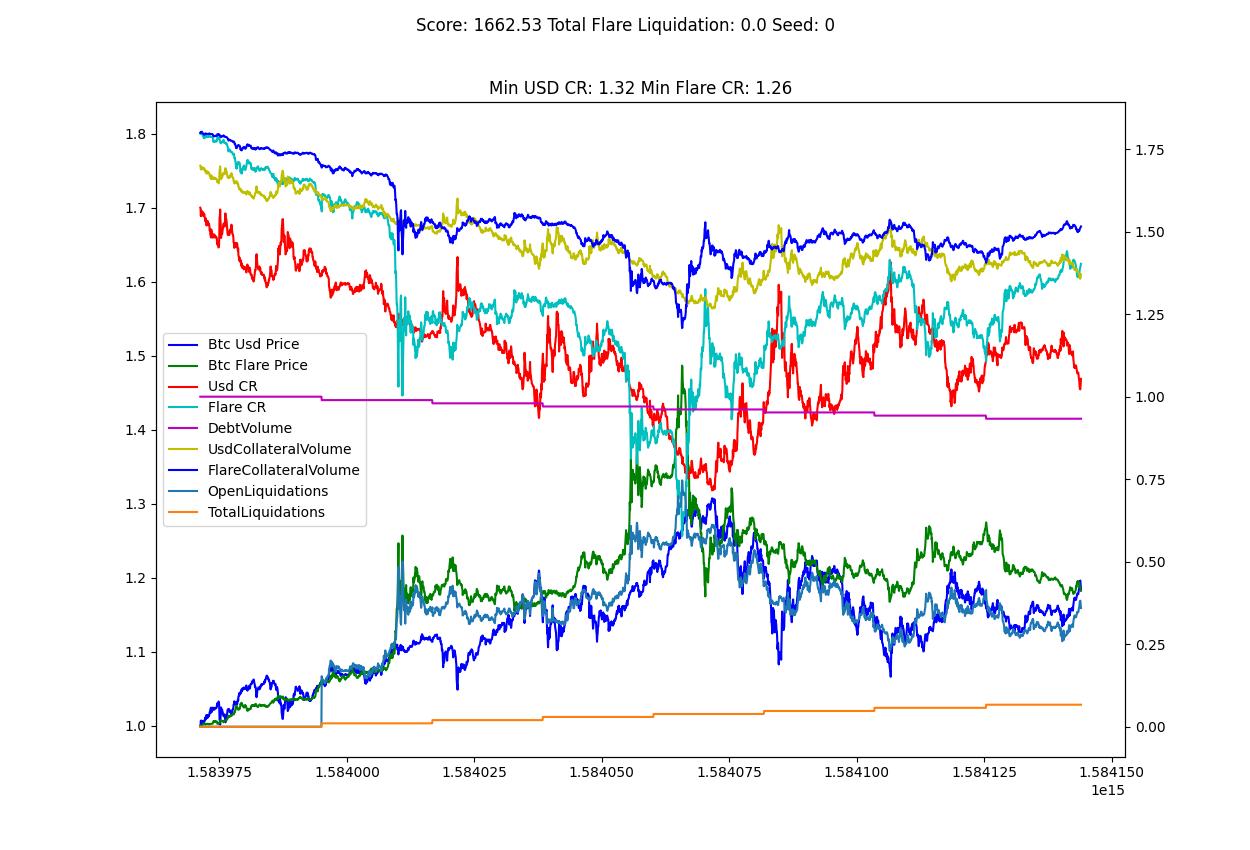 Score: 1662.53 Total Flare Liquidation: 0.0 Seed: 0
Min USD CR: 1.32 Min Flare CR: 1.26
1.8
1.7
1.6
1.5
1.4
1.3
1.2
1.1
1.0
Btc Usd Price
Btc Flare Price
Usd CR
Flare CR
DebtVolume
UsdCollateralVolume
FlareCollateralVolume
OpenLiquidations
TotalLiquidations
1.75
1.50
1.25
1.00
0.75
0.50
0.25
0.00
1.583975 1.584000 1.584025 1.584050 1.584075 1.584100 1.584125 1.584150
1e15